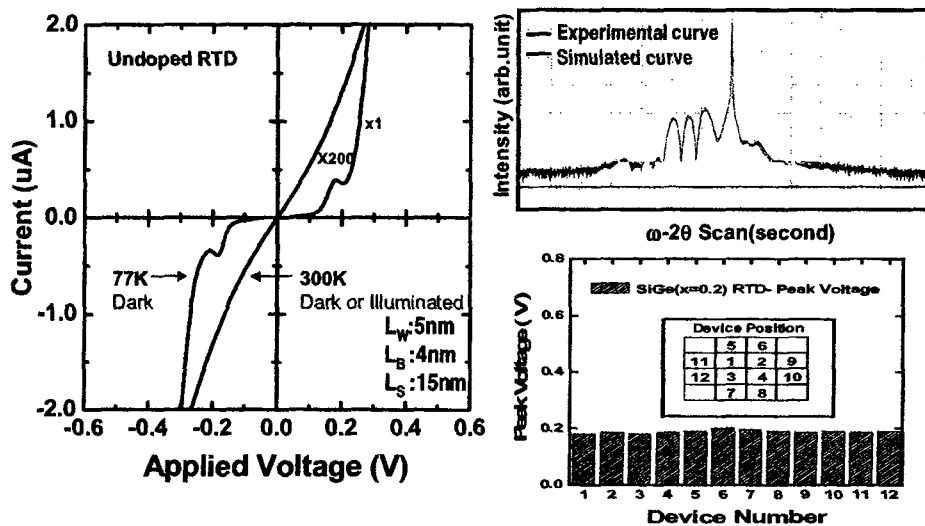 Undoped RTD
2.0
1.0
0.0
-1.0
-2.0
Current (uA)
x1
X200
77K
Dark
300K
Dark or Illuminated
L_W:5nm
L_B:4nm
L_S:15nm
-0.6 -0.4 -0.2 0.0 0.2 0.4 0.6
Applied Voltage (V)
Experimental curve
Simulated curve
Intensity (arb.unit)
ω-2θ Scan(second)
0.8
0.6
0.4
0.2
0.0
Peak Voltage (V)
SiGe(x=0.2) RTD- Peak Voltage
Device Position
5 6
11 1 2 9
12 3 4 10
7 8
1 2 3 4 5 6 7 8 9 10 11 12
Device Number